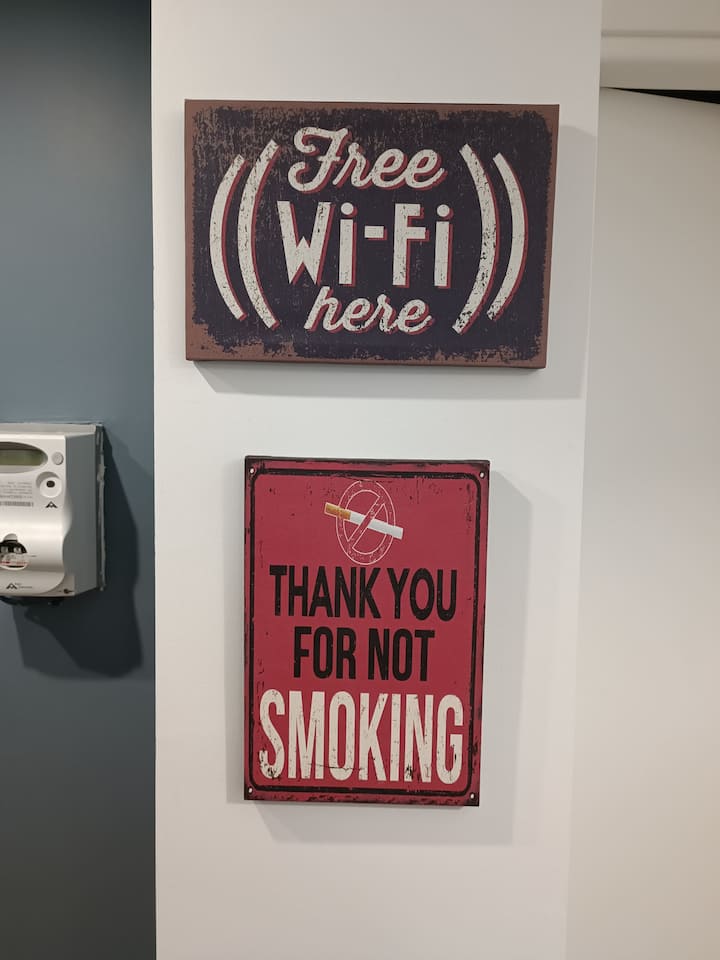 Free
Wi-Fi
here
THANK YOU
FOR NOT
SMOKING